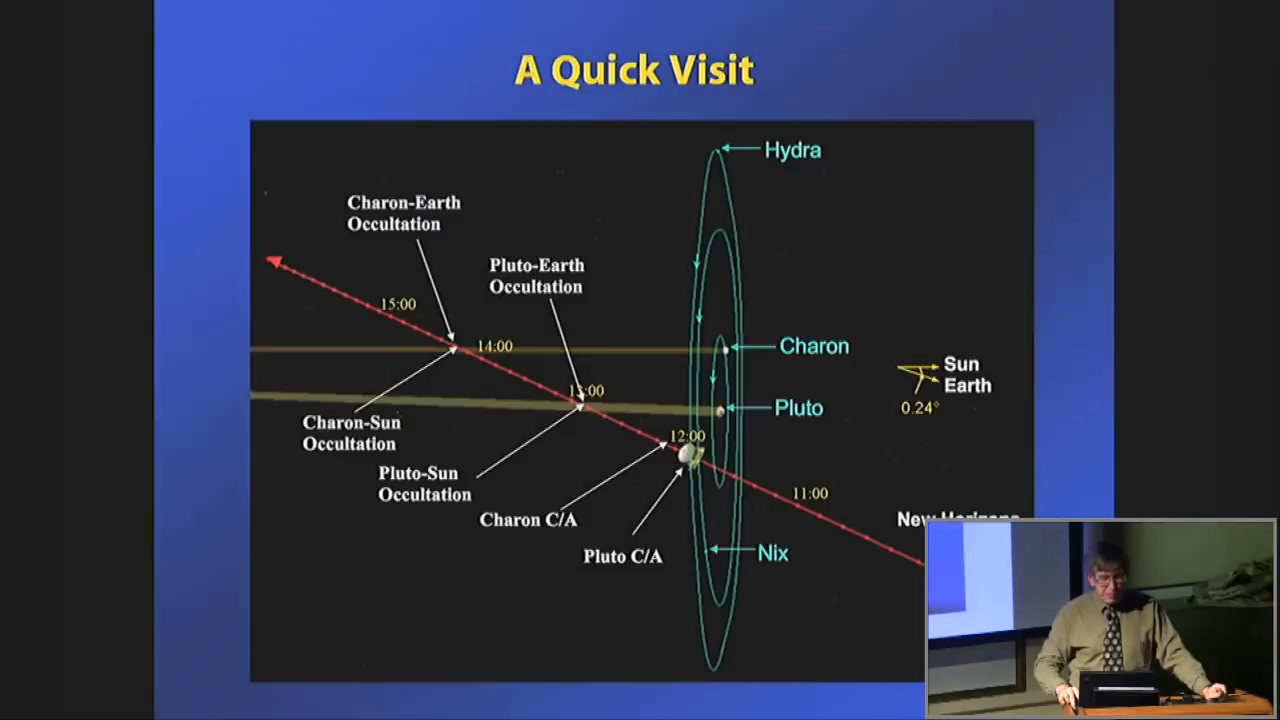 A Quick Visit
Hydra
Charon-Earth
Occultation
Pluto-Earth
Occultation
15:00
14:00
Charon
Sun
Earth
0.24°
13:00
Pluto
Charon-Sun
Occultation
12:00
Pluto-Sun
Occultation
11:00
Charon C/A
New Horizons
Pluto C/A
Nix